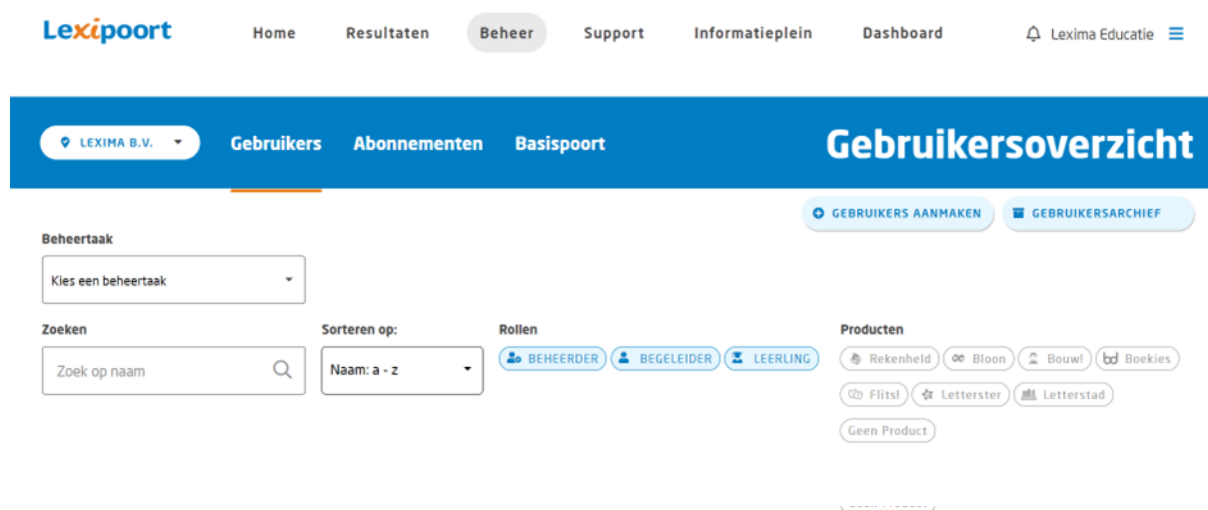 Lexipoort Home Resultaten Beheer Support Informatieplein Dashboard Lexima Educatie
LEXIMA B.V. Gebruikers Abonnementen Basispoort Gebruikersoverzicht
GEBRUIKERS AANMAKEN GEBRUIKERSARCHIEF
Beheertaak
Kies een beheertaak
Zoeken Sorteren op: Rollen Producten
Zoek op naam Naam: a - z BEHEERDER BEGELEIDER LEERLING Rekenheld Bloon Bouw! Boekies
Flits! Letterster Letterstad
Geen Product